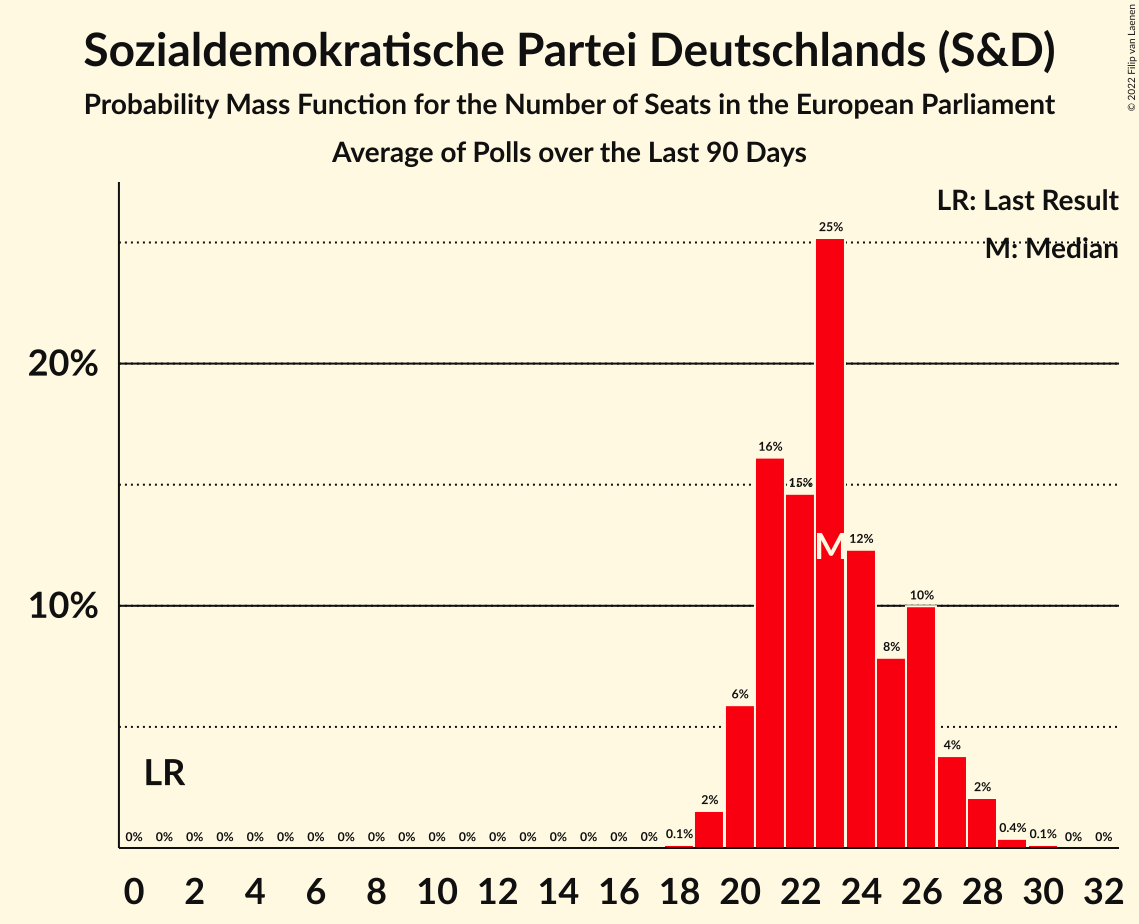 Sozialdemokratische Partei Deutschlands (S&D)
Probability Mass Function for the Number of Seats in the European Parliament
Average of Polls over the Last 90 Days
© 2022 Filip van Laenen
LR: Last Result
M: Median
25%
20%
16%
15%
M
12%
10%
10%
8%
6%
4%
LR
2%
2%
0% 0% 0% 0% 0% 0% 0% 0% 0% 0% 0% 0% 0% 0% 0% 0% 0% 0% 0.1% 0.4% 0.1% 0% 0%
0 2 4 6 8 10 12 14 16 18 20 22 24 26 28 30 32